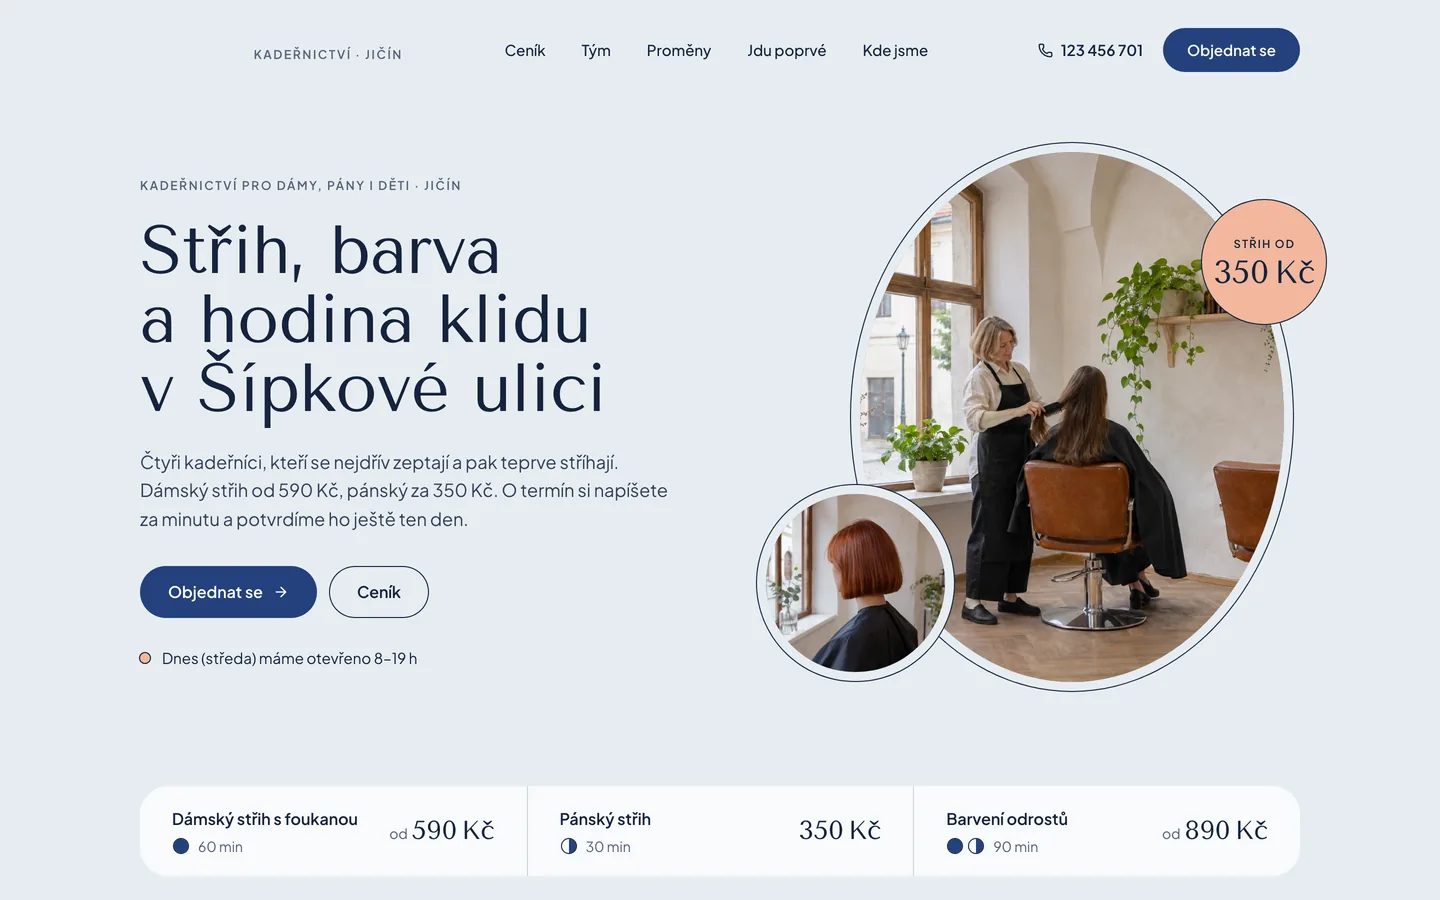 KADEŘNICTVÍ · JIČÍN
Ceník
Tým
Proměny
Jdu poprvé
Kde jsme
123 456 701
Objednat se
KADEŘNICTVÍ PRO DÁMY, PÁNY I DĚTI · JIČÍN
Střih, barva
a hodina klidu
v Šípkové ulici
Čtyři kadeřníci, kteří se nejdřív zeptají a pak teprve stříhají.
Dámský střih od 590 Kč, pánský za 350 Kč. O termín si napíšete
za minutu a potvrdíme ho ještě ten den.
Objednat se
Ceník
Dnes (středa) máme otevřeno 8–19 h
STŘIH OD
350 Kč
Dámský střih s foukanou
60 min
od 590 Kč
Pánský střih
30 min
350 Kč
Barvení odrostů
90 min
od 890 Kč